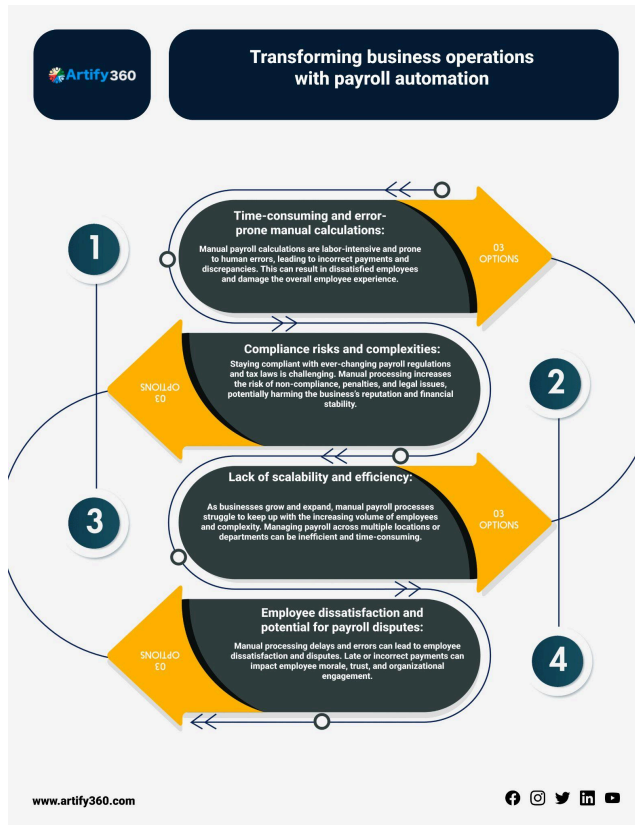 Artify360
Transforming business operations
with payroll automation
1
Time-consuming and error-
prone manual calculations:
Manual payroll calculations are labor-intensive and prone
to human errors, leading to incorrect payments and
discrepancies. This can result in dissatisfied employees
and damage the overall employee experience.
03
OPTIONS
2
Compliance risks and complexities:
Staying compliant with ever-changing payroll regulations
and tax laws is challenging. Manual processing increases
the risk of non-compliance, penalties, and legal issues,
potentially harming the business's reputation and financial
stability.
03
OPTIONS
3
Lack of scalability and efficiency:
As businesses grow and expand, manual payroll processes
struggle to keep up with the increasing volume of employees
and complexity. Managing payroll across multiple locations or
departments can be inefficient and time-consuming.
03
OPTIONS
4
Employee dissatisfaction and
potential for payroll disputes:
Manual processing delays and errors can lead to employee
dissatisfaction and disputes. Late or incorrect payments can
impact employee morale, trust, and organizational
engagement.
03
OPTIONS
www.artify360.com